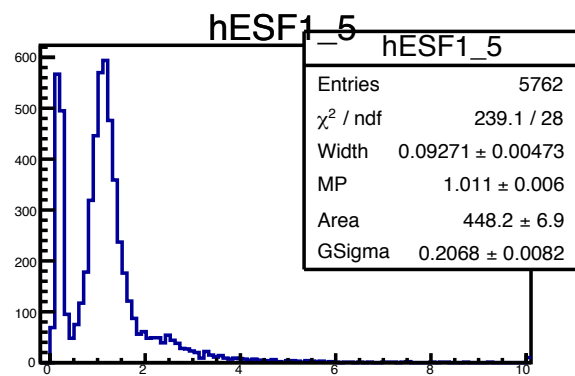 hESF1_5
hESF1_5
Entries 5762
χ² / ndf 239.1 / 28
Width 0.09271 ± 0.00473
MP 1.011 ± 0.006
Area 448.2 ± 6.9
GSigma 0.2068 ± 0.0082
600
500
400
300
200
100
0
0 2 4 6 8 10